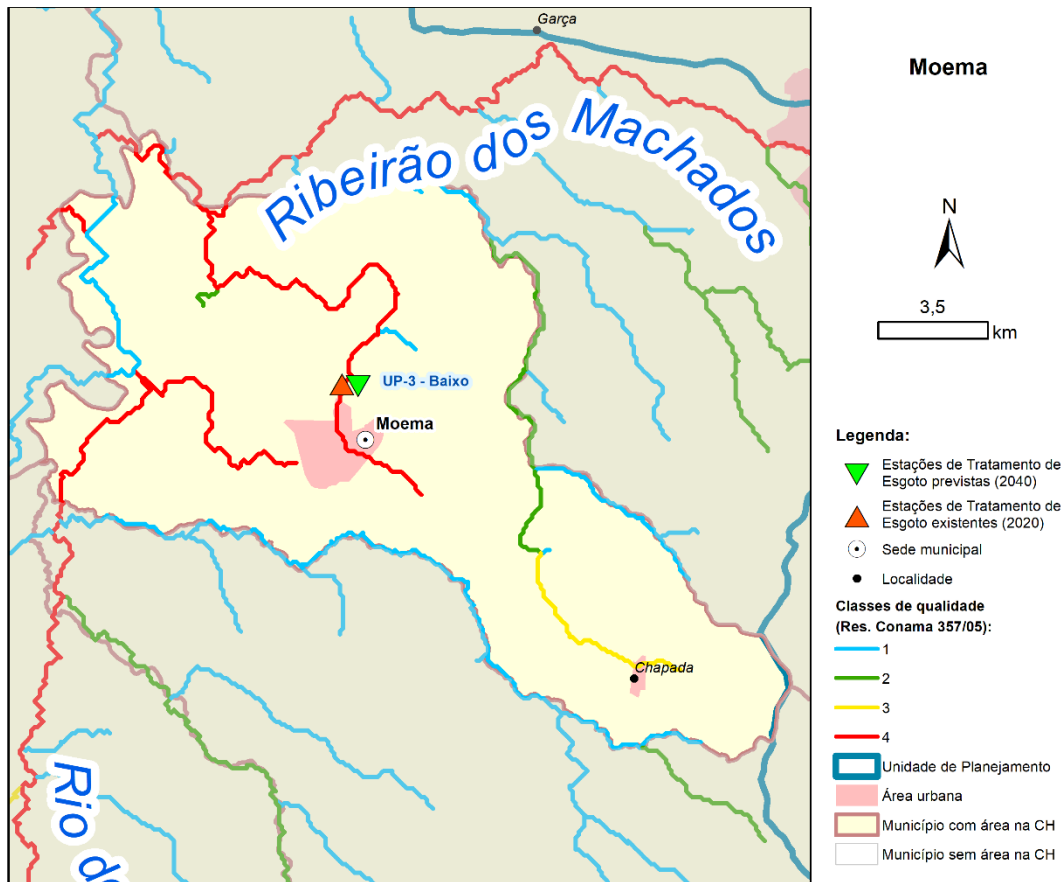 Garça
Ribeirão dos Machados
UP-3 - Baixo
Moema
Chapada
Rio d
Moema
N
3,5
km
Legenda:
Estações de Tratamento de
Esgoto previstas (2040)
Estações de Tratamento de
Esgoto existentes (2020)
Sede municipal
Localidade
Classes de qualidade
(Res. Conama 357/05):
1
2
3
4
Unidade de Planejamento
Área urbana
Município com área na CH
Município sem área na CH